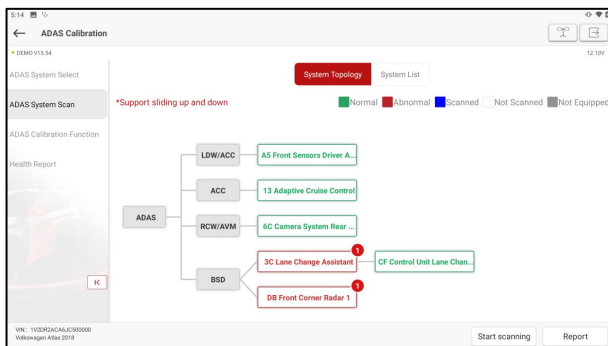 5:14
ADAS Calibration
DEMO V15.54
12.10V
ADAS System Select
ADAS System Scan
ADAS Calibration Function
Health Report
System Topology
System List
*Support sliding up and down
Normal
Abnormal
Scanned
Not Scanned
Not Equipped
ADAS
LDW/ACC
A5 Front Sensors Driver A...
ACC
13 Adaptive Cruise Control
RCW/AVM
6C Camera System Rear ...
BSD
3C Lane Change Assistant
1
CF Control Unit Lane Chan...
DB Front Corner Radar 1
1
K
VIN: 1V2DR2ACA6JC500000
Volkswagen Atlas 2018
Start scanning
Report